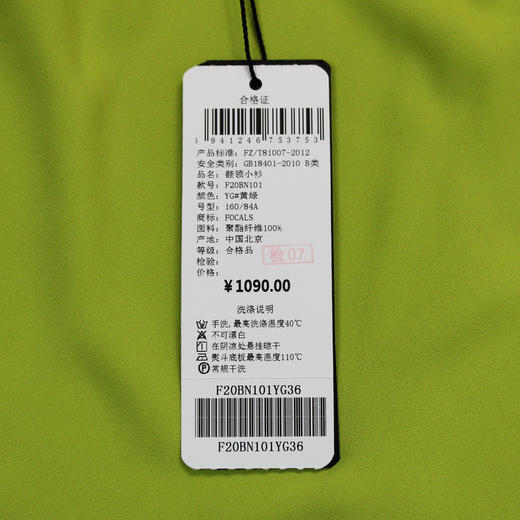 合格证
6 941246 753753
产品标准: FZ/T81007-2012
安全类别: GB18401-2010 B类
品名: 翻领小衫
款号: F20BN101
颜色: YG#黄绿
号型: 160/84A
商标: FOCALS
面料: 聚酯纤维100%
产地: 中国北京
等级: 合格品
检验: 检07
价格:
¥1090.00
洗涤说明
手洗,最高洗涤温度40℃
不可漂白
在阴凉处悬挂晾干
熨斗底板最高温度110℃
常规干洗
F20BN101YG36
F20BN101YG36